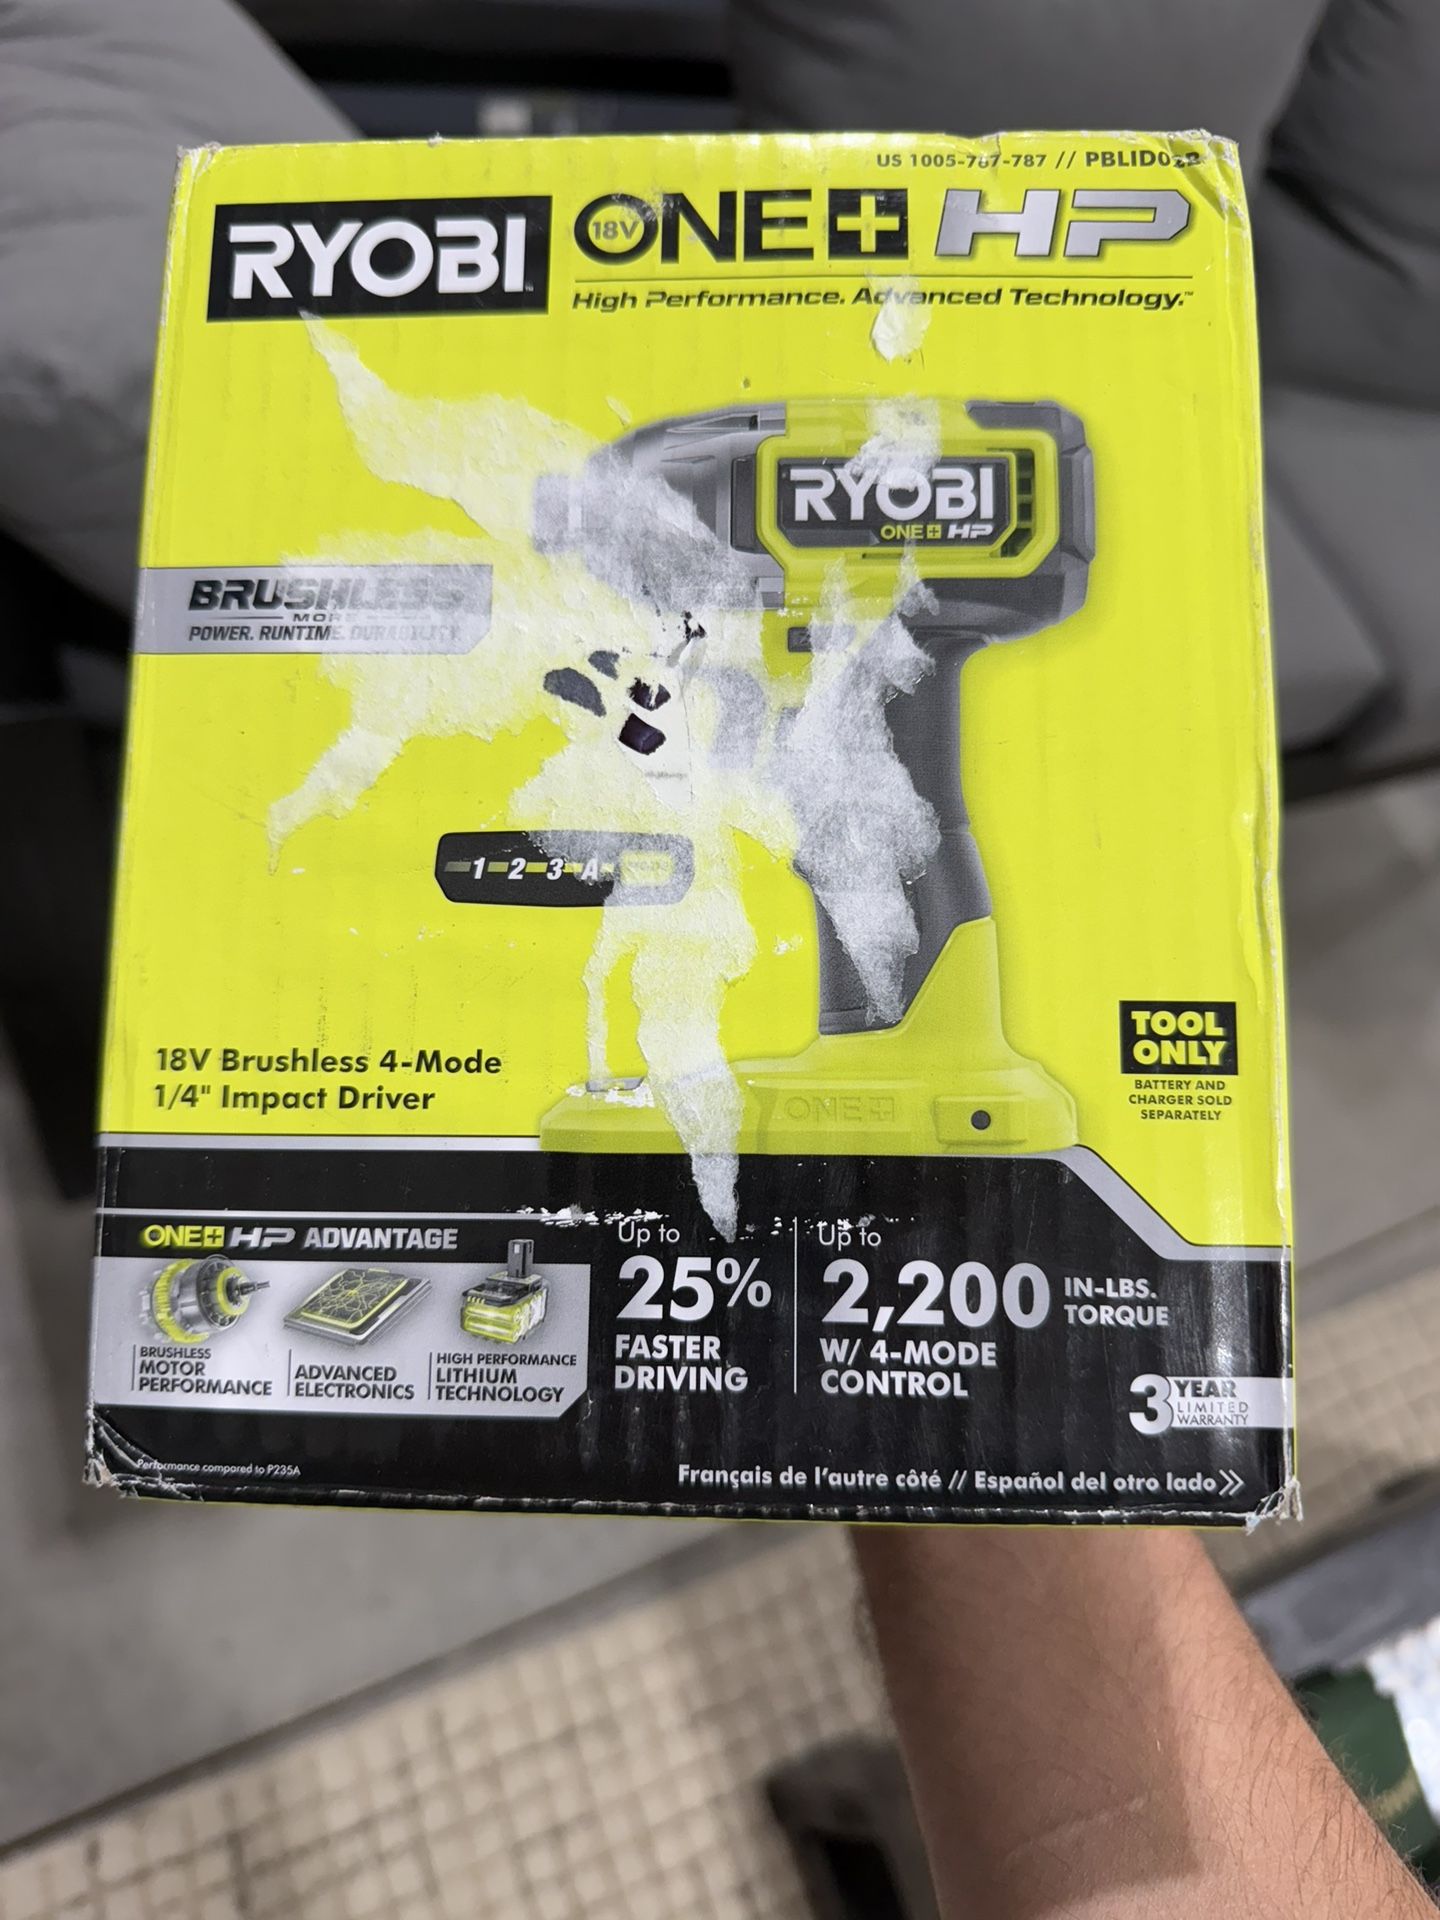 US 1005-787-787 // PBLID02B
RYOBI
18V ONE+ HP
High Performance. Advanced Technology.™
RYOBI
ONE+ HP
BRUSHLESS
MORE
POWER. RUNTIME. DURABILITY.
1 2 3 A
18V Brushless 4-Mode
1/4" Impact Driver
ONE+
TOOL
ONLY
BATTERY AND
CHARGER SOLD
SEPARATELY
ONE+ HP ADVANTAGE
BRUSHLESS
MOTOR
PERFORMANCE
ADVANCED
ELECTRONICS
HIGH PERFORMANCE
LITHIUM
TECHNOLOGY
Up to
25%
FASTER
DRIVING
Up to
2,200 IN-LBS.
TORQUE
W/ 4-MODE
CONTROL
3 YEAR
LIMITED
WARRANTY
Performance compared to P235A
Français de l'autre côté // Español del otro lado >>